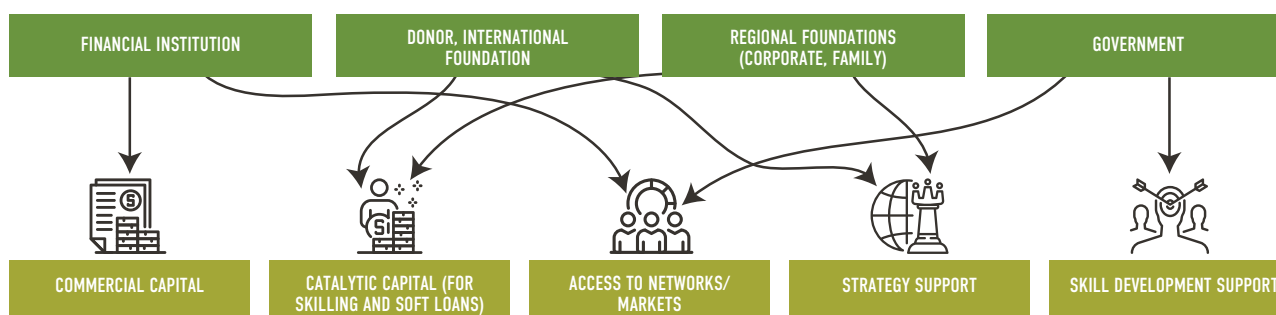 FINANCIAL INSTITUTION
DONOR, INTERNATIONAL
FOUNDATION
REGIONAL FOUNDATIONS
(CORPORATE, FAMILY)
GOVERNMENT
COMMERCIAL CAPITAL
CATALYTIC CAPITAL (FOR
SKILLING AND SOFT LOANS)
ACCESS TO NETWORKS/
MARKETS
STRATEGY SUPPORT
SKILL DEVELOPMENT SUPPORT